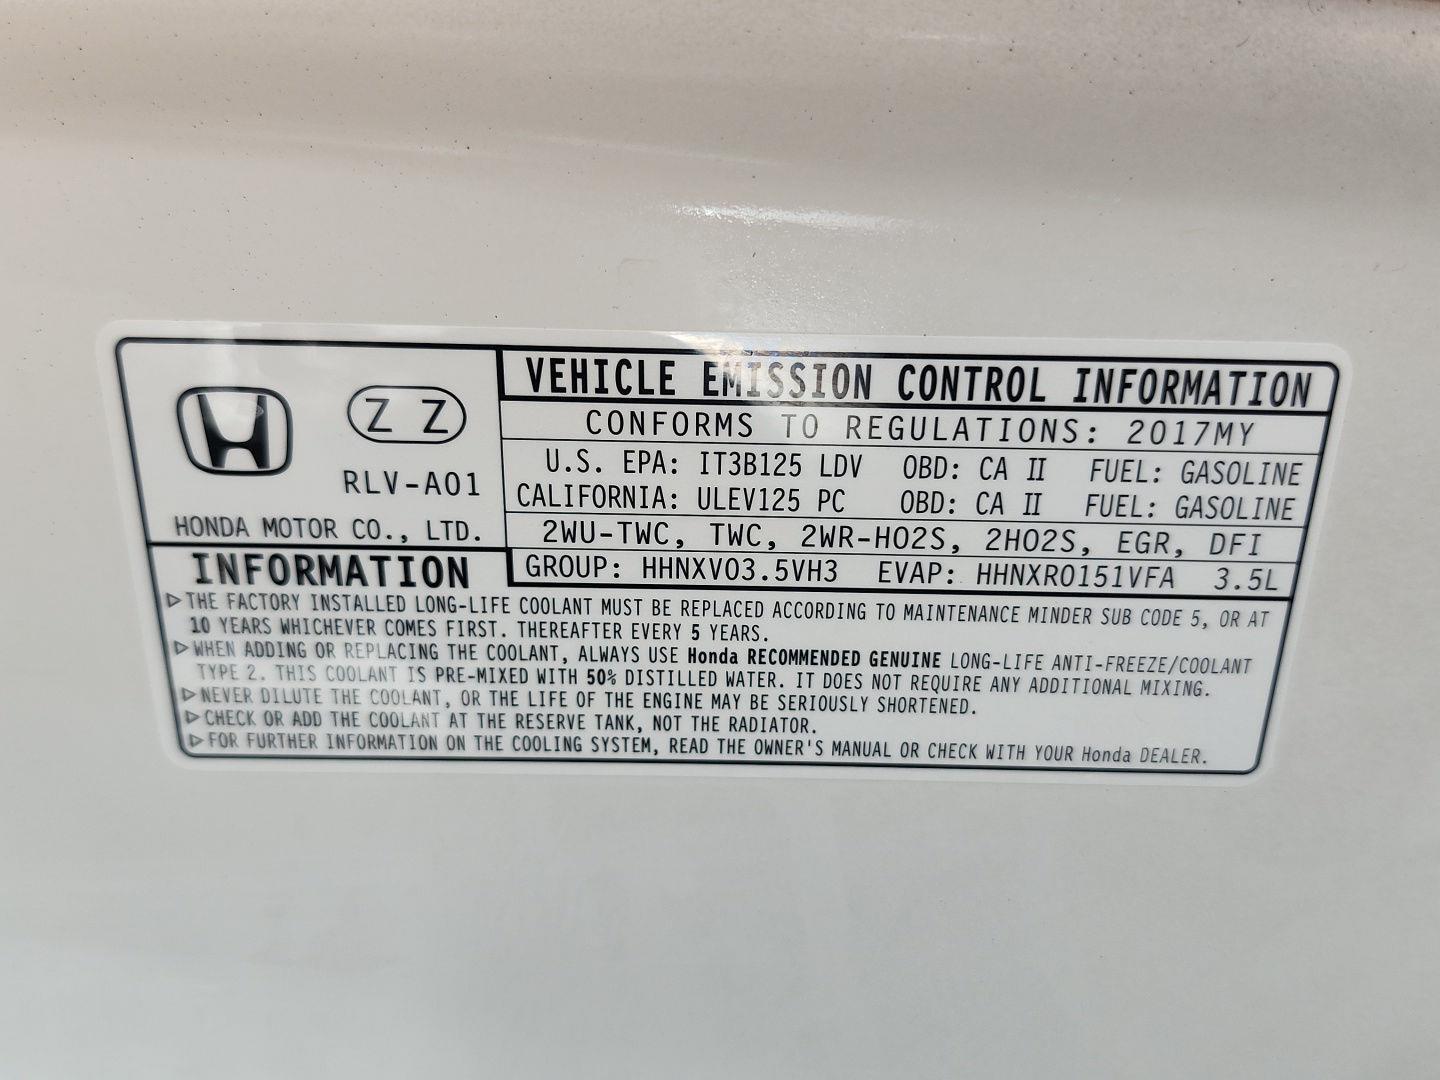 Z Z
RLV-A01
HONDA MOTOR CO., LTD.
VEHICLE EMISSION CONTROL INFORMATION
CONFORMS TO REGULATIONS: 2017MY
U.S. EPA: IT3B125 LDV OBD: CA II FUEL: GASOLINE
CALIFORNIA: ULEV125 PC OBD: CA II FUEL: GASOLINE
2WU-TWC, TWC, 2WR-HO2S, 2HO2S, EGR, DFI
GROUP: HHNXV03.5VH3 EVAP: HHNXR0151VFA 3.5L
INFORMATION
▷THE FACTORY INSTALLED LONG-LIFE COOLANT MUST BE REPLACED ACCORDING TO MAINTENANCE MINDER SUB CODE 5, OR AT
10 YEARS WHICHEVER COMES FIRST. THEREAFTER EVERY 5 YEARS.
▷WHEN ADDING OR REPLACING THE COOLANT, ALWAYS USE Honda RECOMMENDED GENUINE LONG-LIFE ANTI-FREEZE/COOLANT
TYPE 2. THIS COOLANT IS PRE-MIXED WITH 50% DISTILLED WATER. IT DOES NOT REQUIRE ANY ADDITIONAL MIXING.
▷NEVER DILUTE THE COOLANT, OR THE LIFE OF THE ENGINE MAY BE SERIOUSLY SHORTENED.
▷CHECK OR ADD THE COOLANT AT THE RESERVE TANK, NOT THE RADIATOR.
▷FOR FURTHER INFORMATION ON THE COOLING SYSTEM, READ THE OWNER'S MANUAL OR CHECK WITH YOUR Honda DEALER.